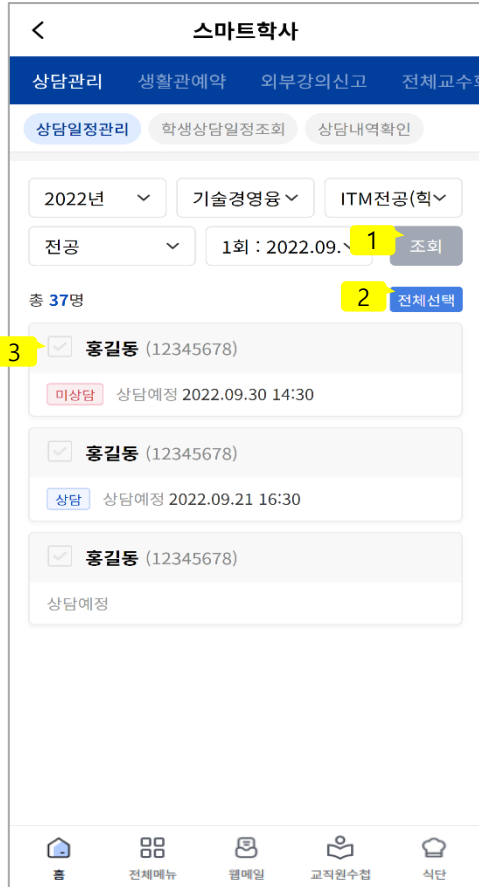 스마트학사
상담관리 생활관예약 외부강의신고 전체교수
상담일정관리 학생상담일정조회 상담내역확인
2022년 기술경영융 ITM전공(학
전공 1회 : 2022.09. 1 조회
총 37명 2 전체선택
3 홍길동 (12345678)
미상담 상담예정 2022.09.30 14:30
홍길동 (12345678)
상담 상담예정 2022.09.21 16:30
홍길동 (12345678)
상담예정
홈 전체메뉴 웹메일 교직원수첩 식단